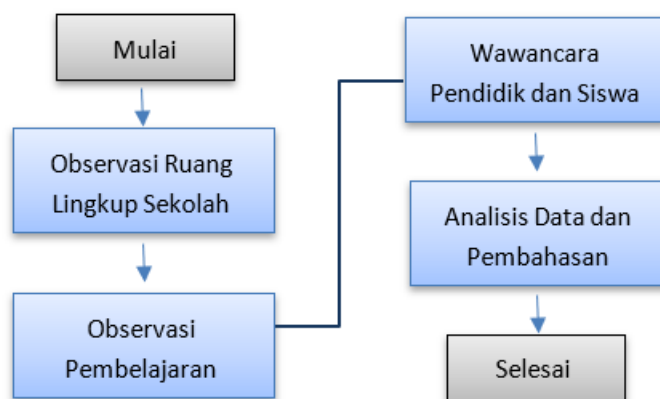 Mulai
Observasi Ruang
Lingkup Sekolah
Observasi
Pembelajaran
Wawancara
Pendidik dan Siswa
Analisis Data dan
Pembahasan
Selesai